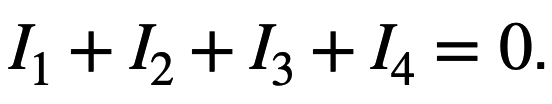 I₁ + I₂ + I₃ + I₄ = 0.